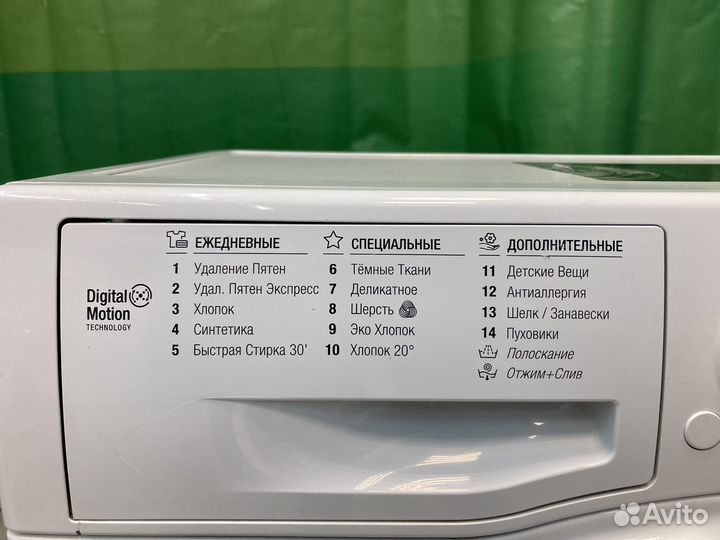 Digital
Motion
TECHNOLOGY
ЕЖЕДНЕВНЫЕ
1 Удаление Пятен
2 Удал. Пятен Экспресс
3 Хлопок
4 Синтетика
5 Быстрая Стирка 30'
СПЕЦИАЛЬНЫЕ
6 Тёмные Ткани
7 Деликатное
8 Шерсть
9 Эко Хлопок
10 Хлопок 20°
ДОПОЛНИТЕЛЬНЫЕ
11 Детские Вещи
12 Антиаллергия
13 Шелк / Занавески
14 Пуховики
Полоскание
Отжим+Слив
Avito